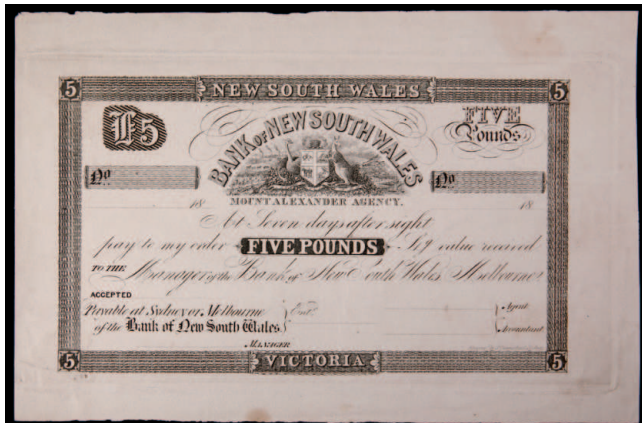 5 NEW SOUTH WALES 5
£5 FIVE
Pounds
BANK OF NEW SOUTH WALES
No No
18 MOUNT ALEXANDER AGENCY. 18
At Seven days after sight
pay to my order FIVE POUNDS for value received
TO THE Manager of the Bank of New South Wales Melbourne
ACCEPTED
Payable at Sydney or Melbourne Ent. Agent
of the Bank of New South Wales Accountant
MANAGER
5 VICTORIA 5